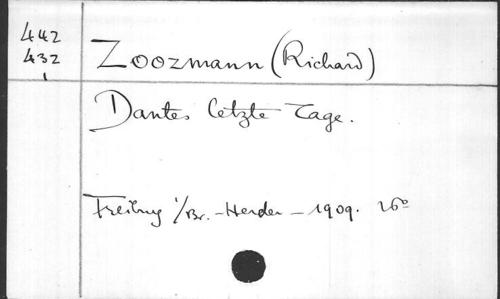 442
432
1
Zoozmann (Richard)
Dantes letzte Tage.
Freiburg i/Br. - Herder - 1909. 16°